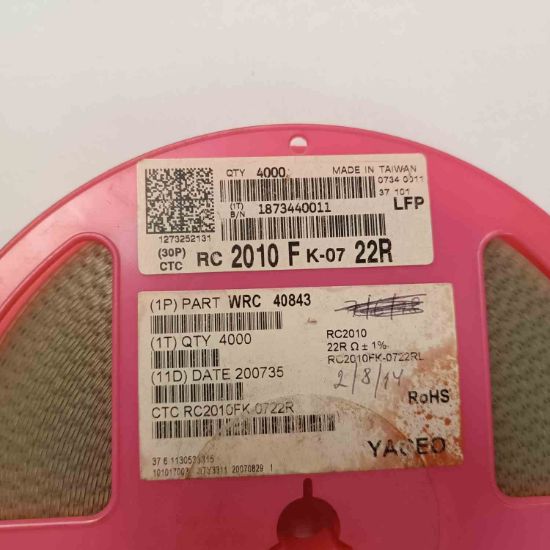 QTY 4000
MADE IN TAIWAN
0734 0011
37 101
(1T) B/N 1873440011
LFP
1273252131
(30P) CTC RC 2010 F K-07 22R
(1P) PART WRC 40843
(1T) QTY 4000
RC2010
22R Ω ± 1%
RC2010FK-0722RL
(11D) DATE 200735
2/8/14
RoHS
CTC RC2010FK-0722R
YAGEO
20070829 1